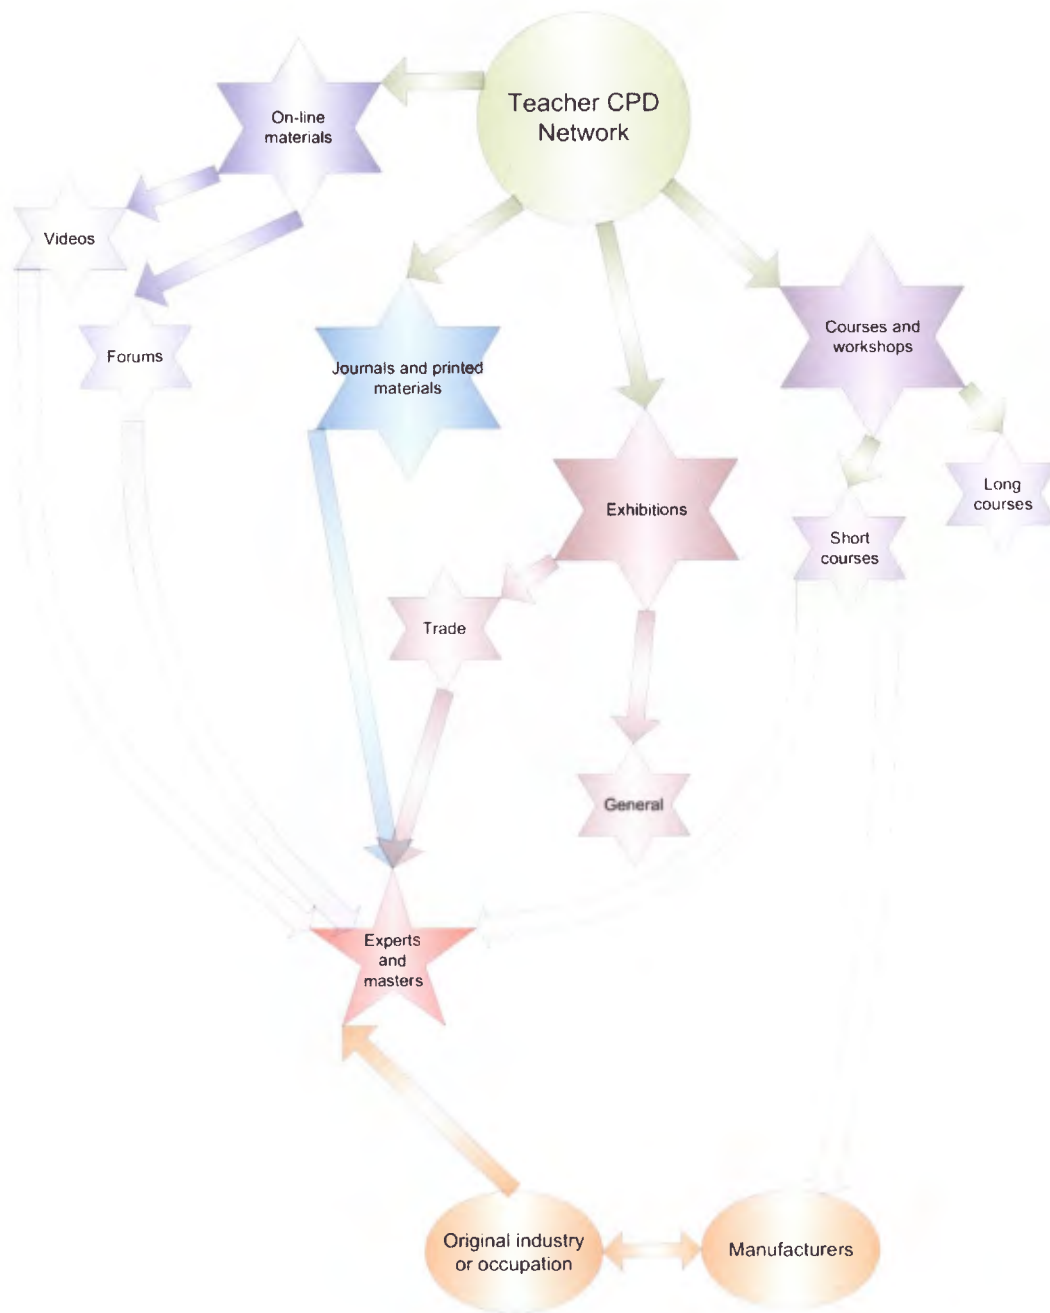 Teacher CPD
Network
On-line
materials
Videos
Forums
Journals and printed
materials
Courses and
workshops
Long
courses
Short
courses
Exhibitions
Trade
General
Experts
and
masters
Original industry
or occupation
Manufacturers